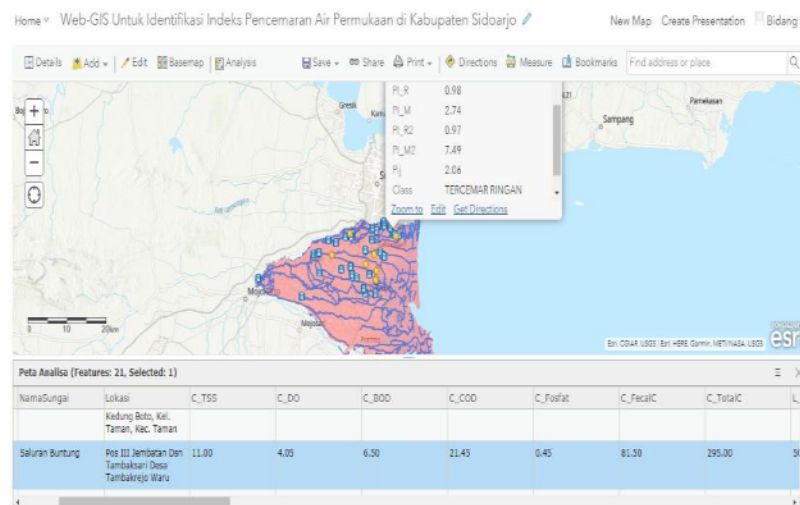 Home Web-GIS Untuk Identifikasi Indeks Pencemaran Air Permukaan di Kabupaten Sidoarjo New Map Create Presentation Bidang
Details Add Edit Basemap Analysis Save Share Print Directions Measure Bookmarks Find address or place
PI_R 0.98
PI_M 2.74
PI_R2 0.97
PI_M2 7.49
Pij 2.06
Class TERCEMAR RINGAN
Zoom to Edit Get Directions
Gresik
Sampang
Pamekasan
0 10 20km
Esri, CGIAR, USGS | Esri, HERE, Garmin, METI/NASA, USGS
esri
Peta Analisa (Features: 21, Selected: 1)
NamaSungai Lokasi C_TSS C_DO C_BOD C_COD C_Fosfat C_FecalC C_TotalC
Kedung Boto, Kel.
Taman, Kec. Taman
Saluran Buntung Pos III Jembatan Dsn 11.00 4.05 6.50 21.45 0.45 81.50 295.00 50
Tambaksari Desa
Tambakrejo Waru